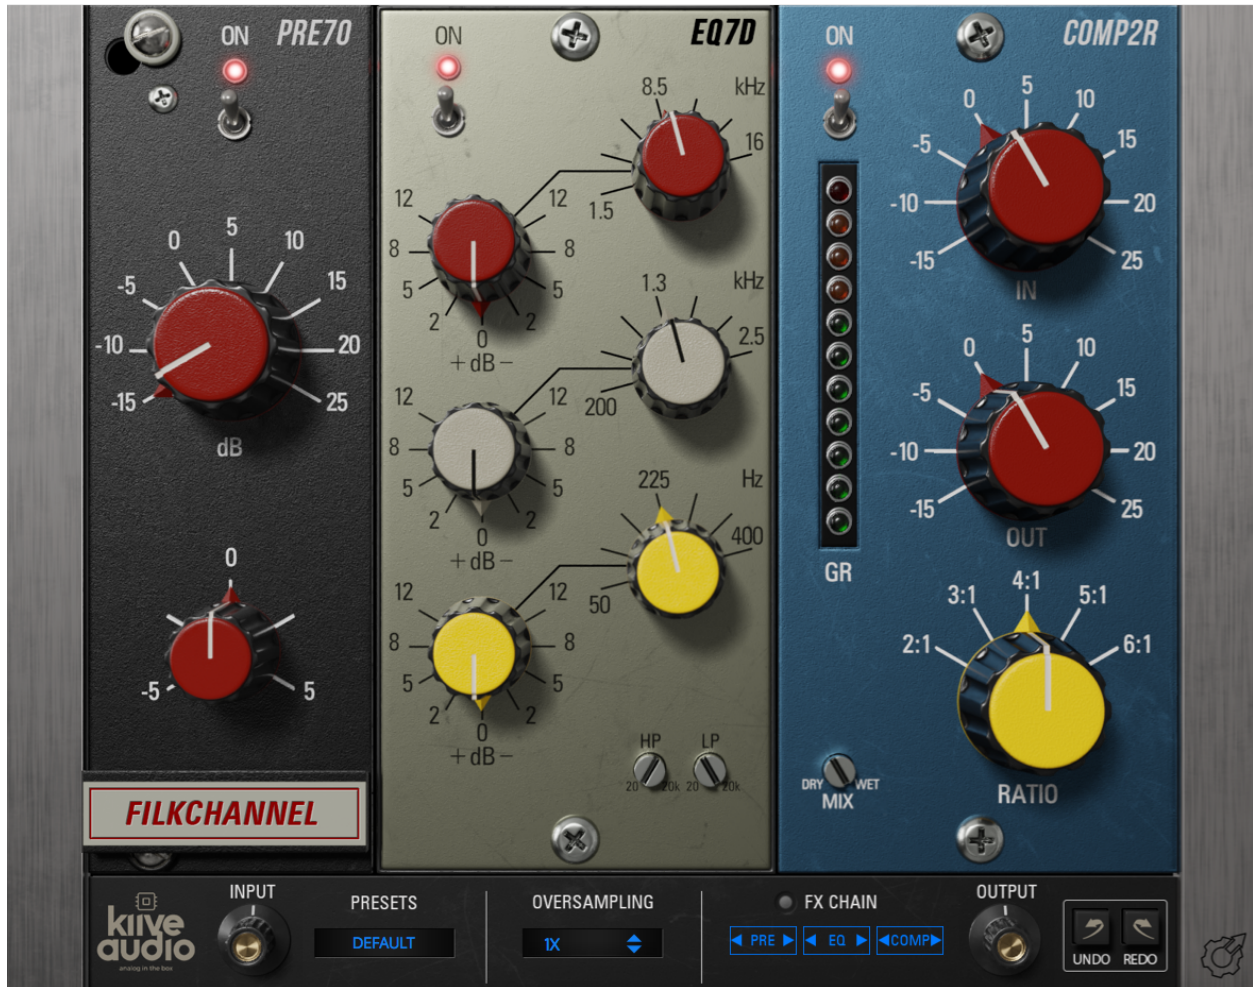 ON PRE70
0 5 10
-5 15
-10 20
-15 25
dB
0
-5 5
FILKCHANNEL
ON EQ7D
8.5 kHz
16
1.5
12 12
8 8
5 5
2 2
0
+dB-
1.3 kHz
2.5
200
12 12
8 8
5 5
2 2
0
+dB-
225 Hz
400
50
12 12
8 8
5 5
2 2
0
+dB-
HP LP
20 20k 20 20k
ON COMP2R
0 5 10
-5 15
-10 20
-15 25
IN
0 5 10
-5 15
-10 20
-15 25
OUT
GR
3:1 4:1 5:1
2:1 6:1
RATIO
DRY WET
MIX
kiive
audio
analog in the box
INPUT
PRESETS
DEFAULT
OVERSAMPLING
1X
FX CHAIN
PRE EQ COMP
OUTPUT
UNDO REDO